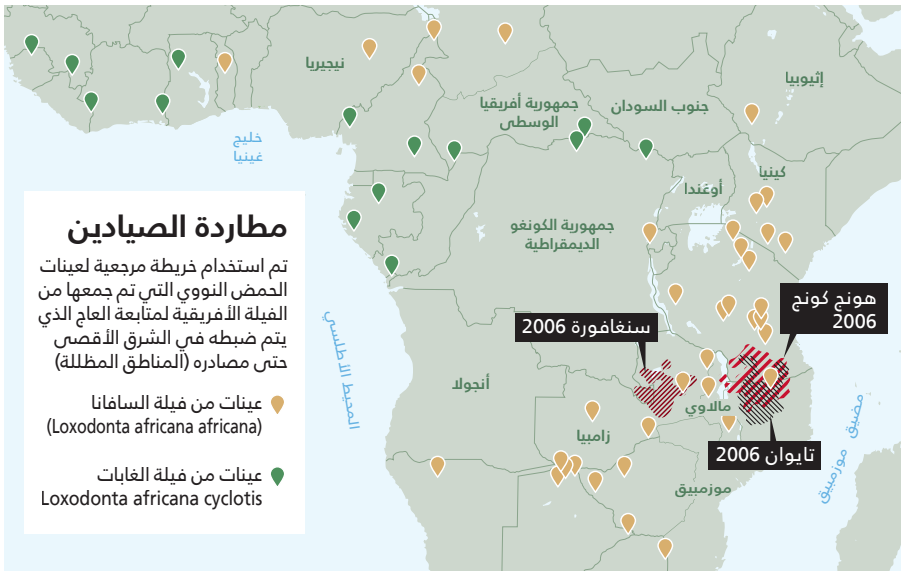 نيجيريا
إثيوبيا
جمهورية أفريقيا
الوسطى
جنوب السودان
خليج
غينيا
كينيا
أوغندا
جمهورية الكونغو
الديمقراطية
مطاردة الصيادين
تم استخدام خريطة مرجعية لعينات
الحمض النووي التي تم جمعها من
الفيلة الأفريقية لمتابعة العاج الذي
يتم ضبطه في الشرق الأقصى
حتى مصادره (المناطق المظللة)
عينات من فيلة السافانا
(Loxodonta africana africana)
عينات من فيلة الغابات
Loxodonta africana cyclotis
المحيط الأطلسي
هونج كونج
2006
سنغافورة 2006
أنجولا
مالاوي
زامبيا
تايوان 2006
موزمبيق
مضيق موزمبيق